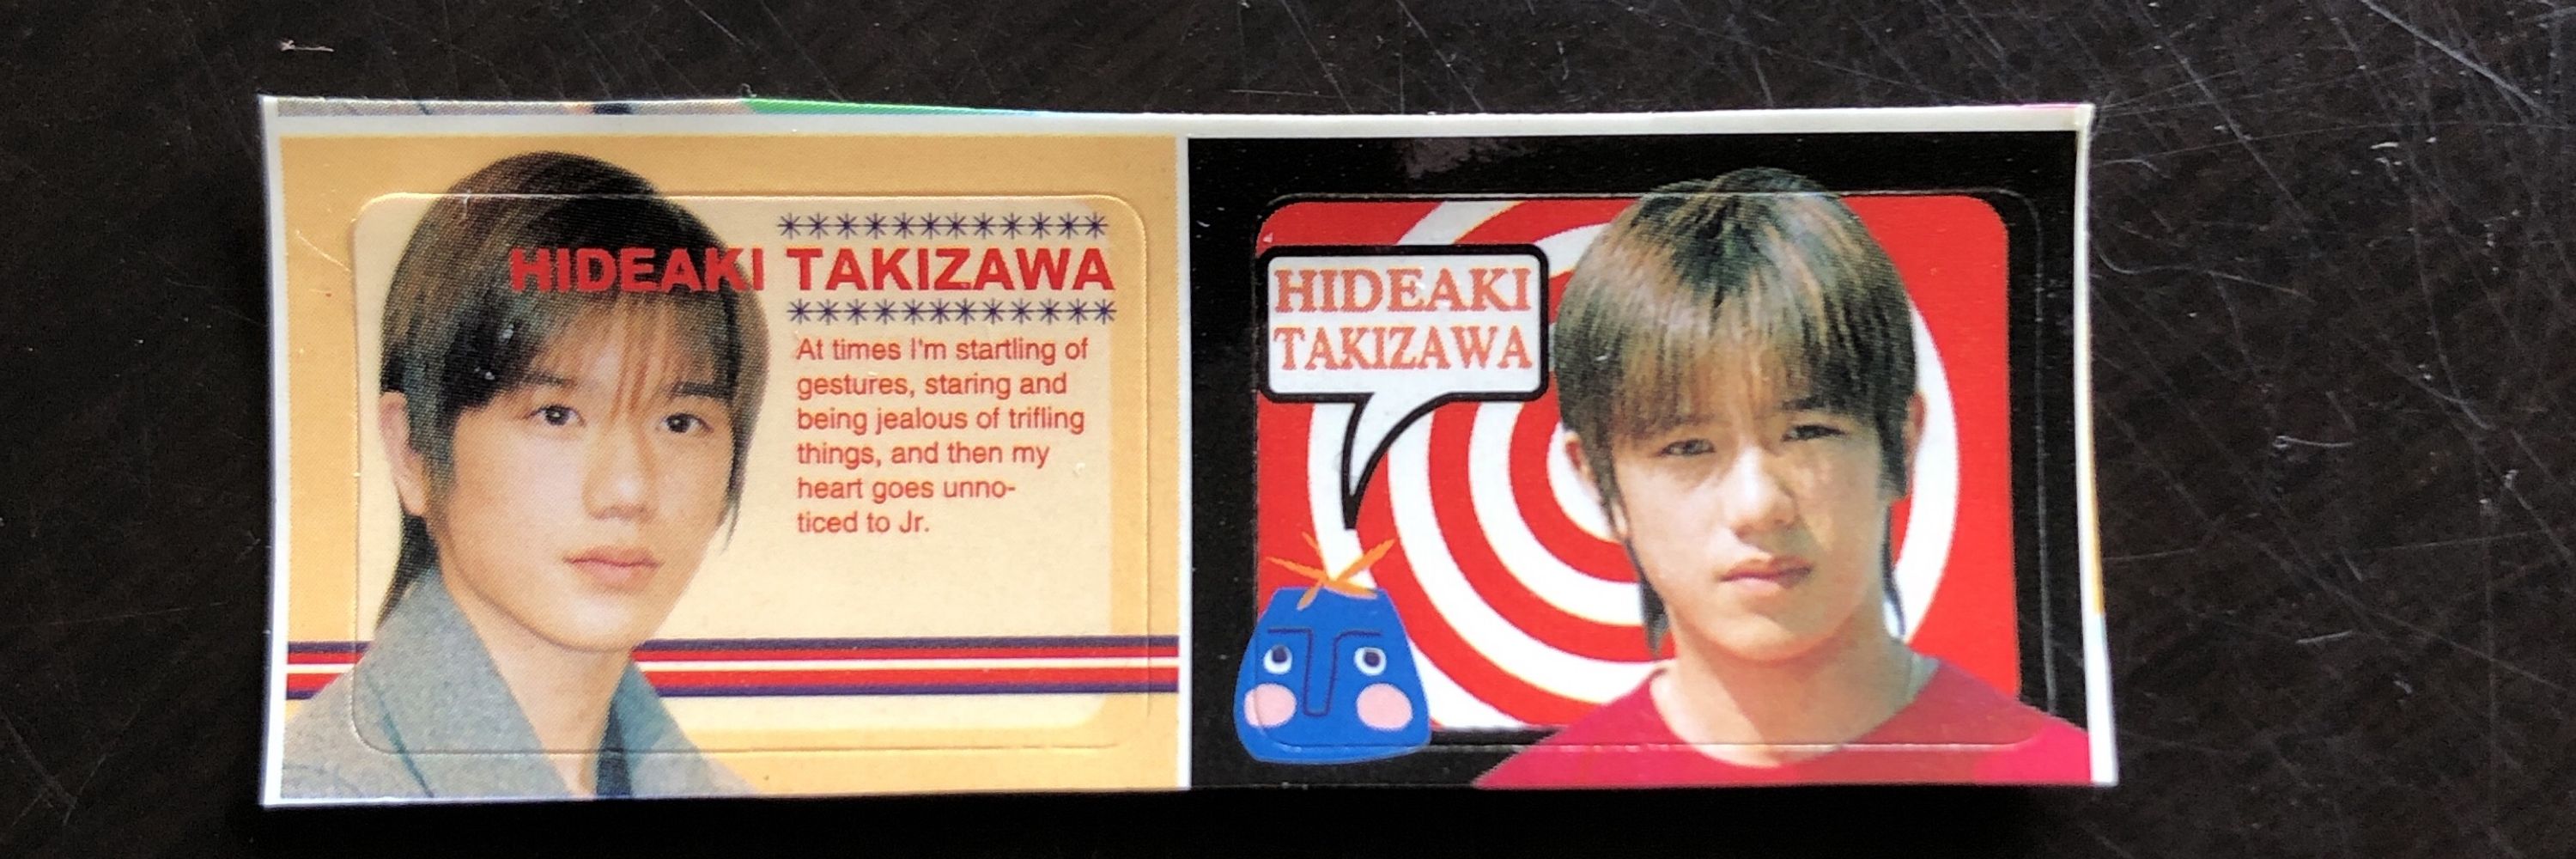 ************
HIDEAKI TAKIZAWA
************
At times I'm startling of
gestures, staring and
being jealous of trifling
things, and then my
heart goes unno-
ticed to Jr.
HIDEAKI
TAKIZAWA